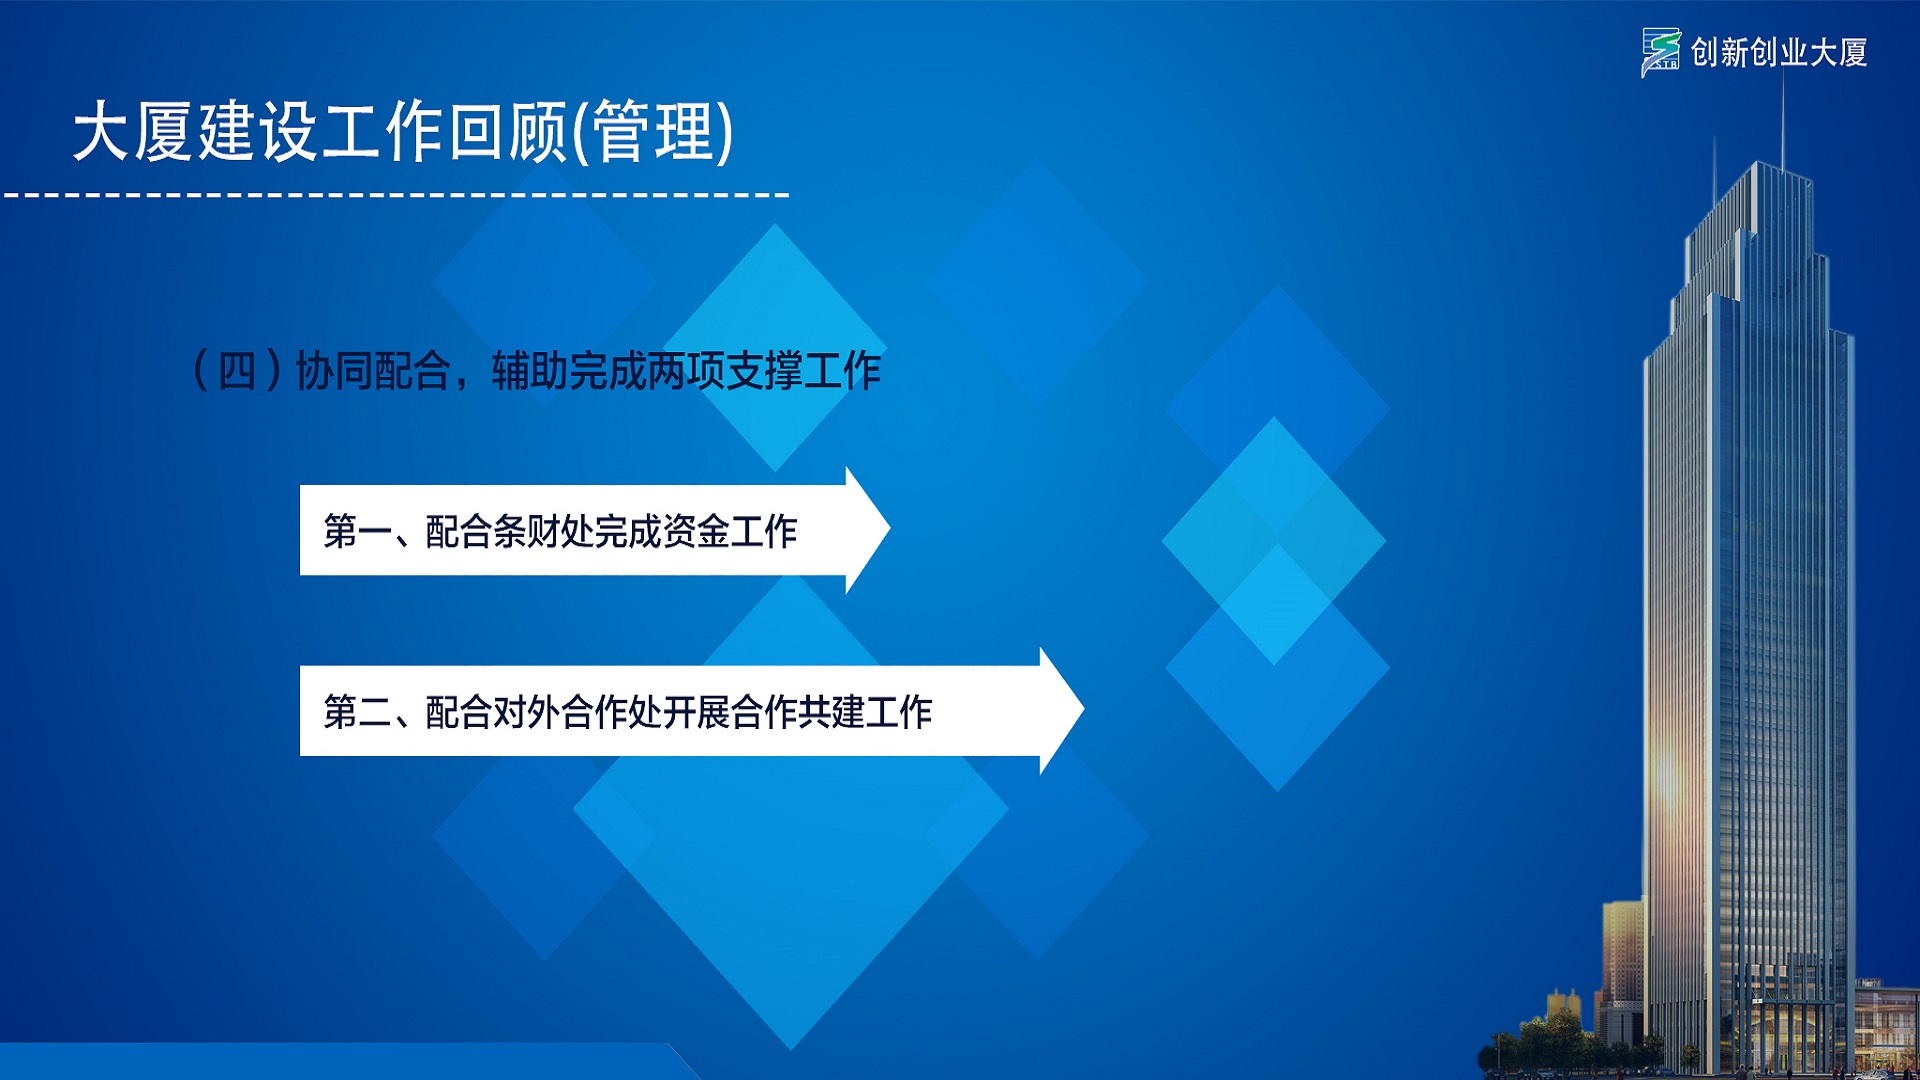 STB 创新创业大厦
大厦建设工作回顾(管理)
（四）协同配合，辅助完成两项支撑工作
第一、配合条财处完成资金工作
第二、配合对外合作处开展合作共建工作